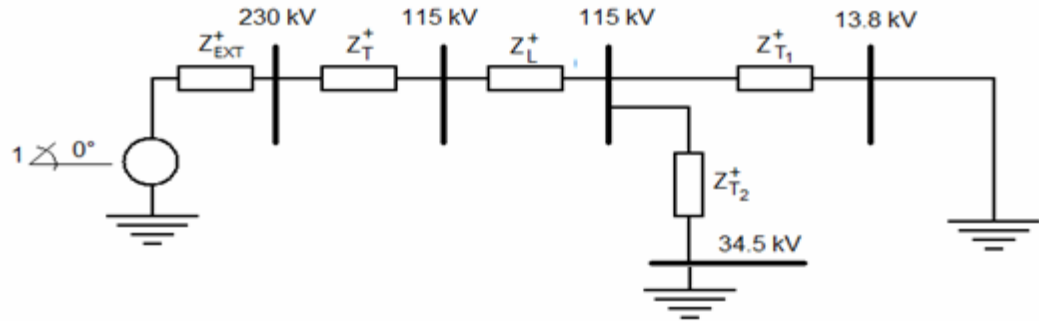 230 kV
115 kV
115 kV
13.8 kV
Z⁺EXT
Z⁺T
Z⁺L
Z⁺T₁
1∡ 0°
Z⁺T₂
34.5 kV